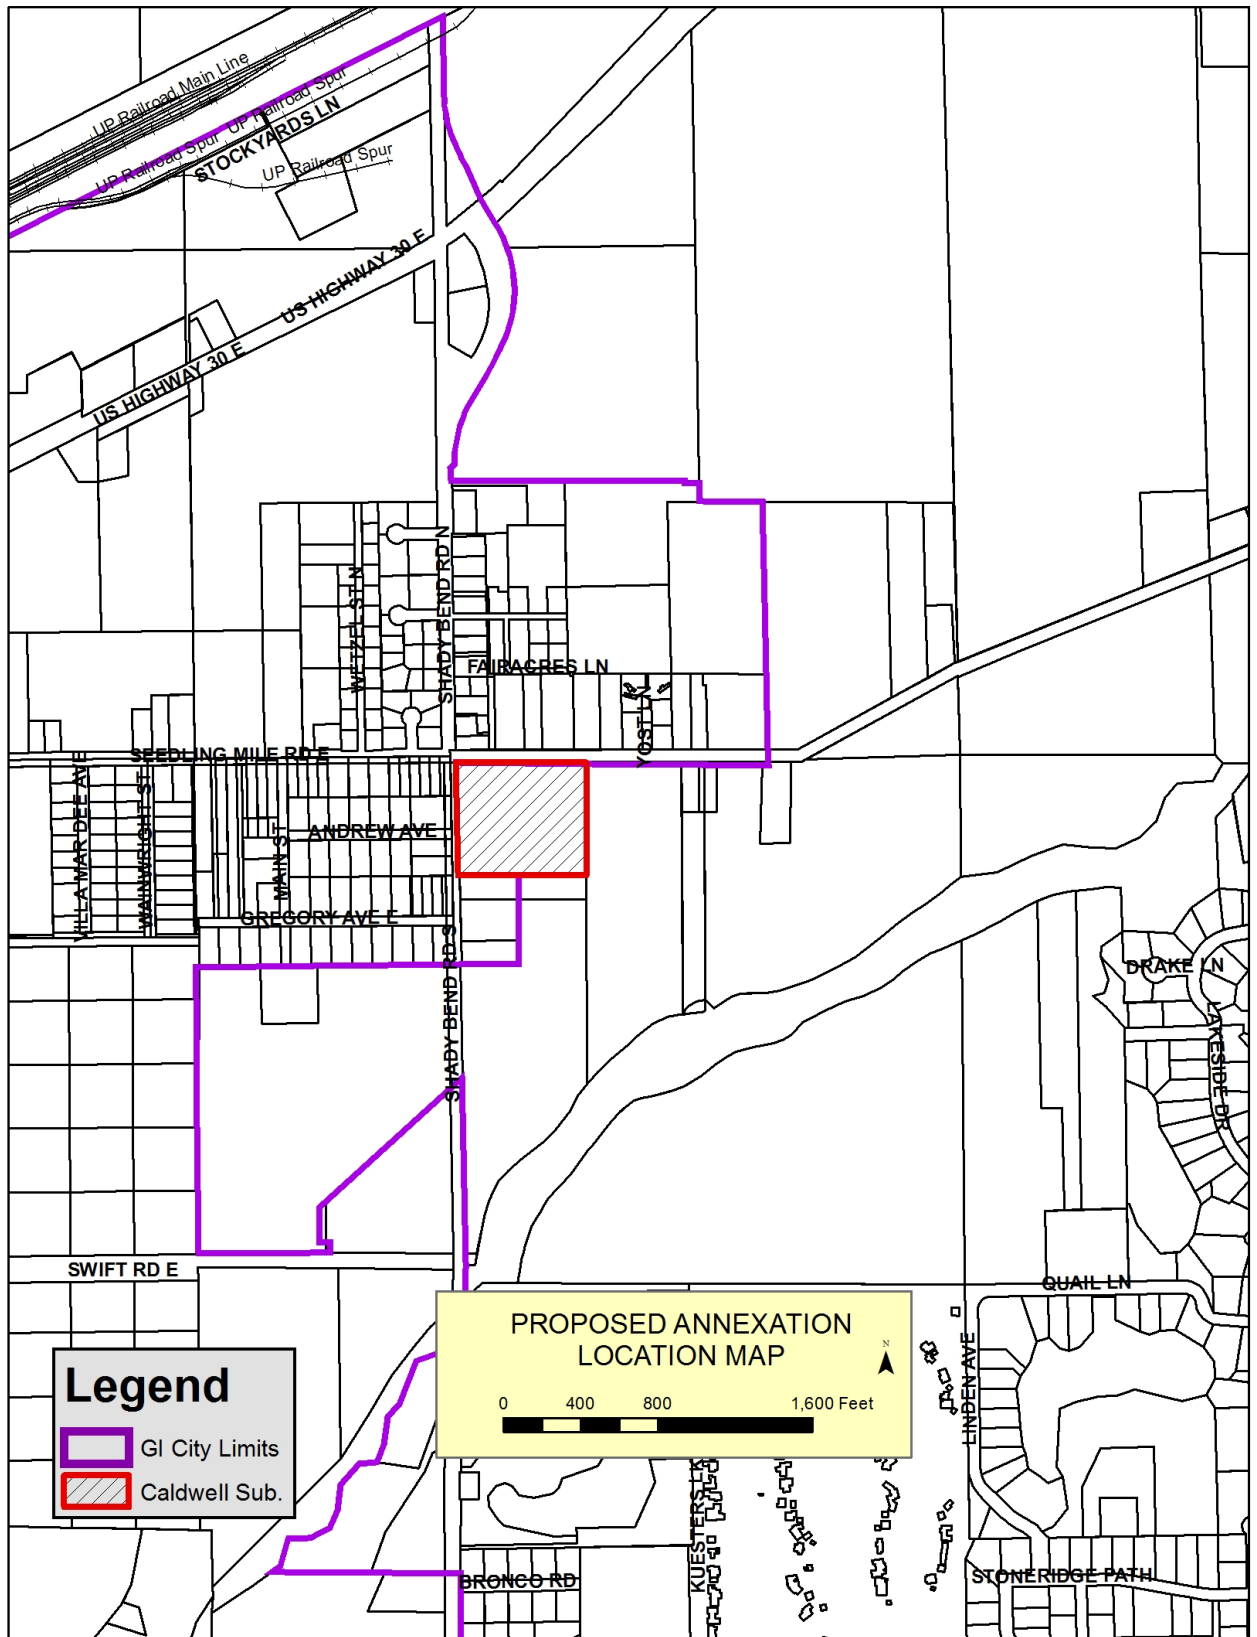 UP Railroad Main Line
UP Railroad Spur
UP Railroad Spur
STOCKYARDS LN
UP Railroad Spur
US HIGHWAY 30 E
US HIGHWAY 30 E
WETZEL ST N
SHADY BEND RD N
FAIRACRES LN
YOST LN
SEEDLING MILE RD E
VILLA MAR DEE AVE
WAINWRIGHT ST
MAIN ST
ANDREW AVE
GREGORY AVE E
SHADY BEND RD S
DRAKE LN
LAKESIDE DR
SWIFT RD E
QUAIL LN
LINDEN AVE
PROPOSED ANNEXATION
LOCATION MAP
N
0 400 800 1,600 Feet
Legend
GI City Limits
Caldwell Sub.
KUESTERS LK
BRONCO RD
STONERIDGE PATH